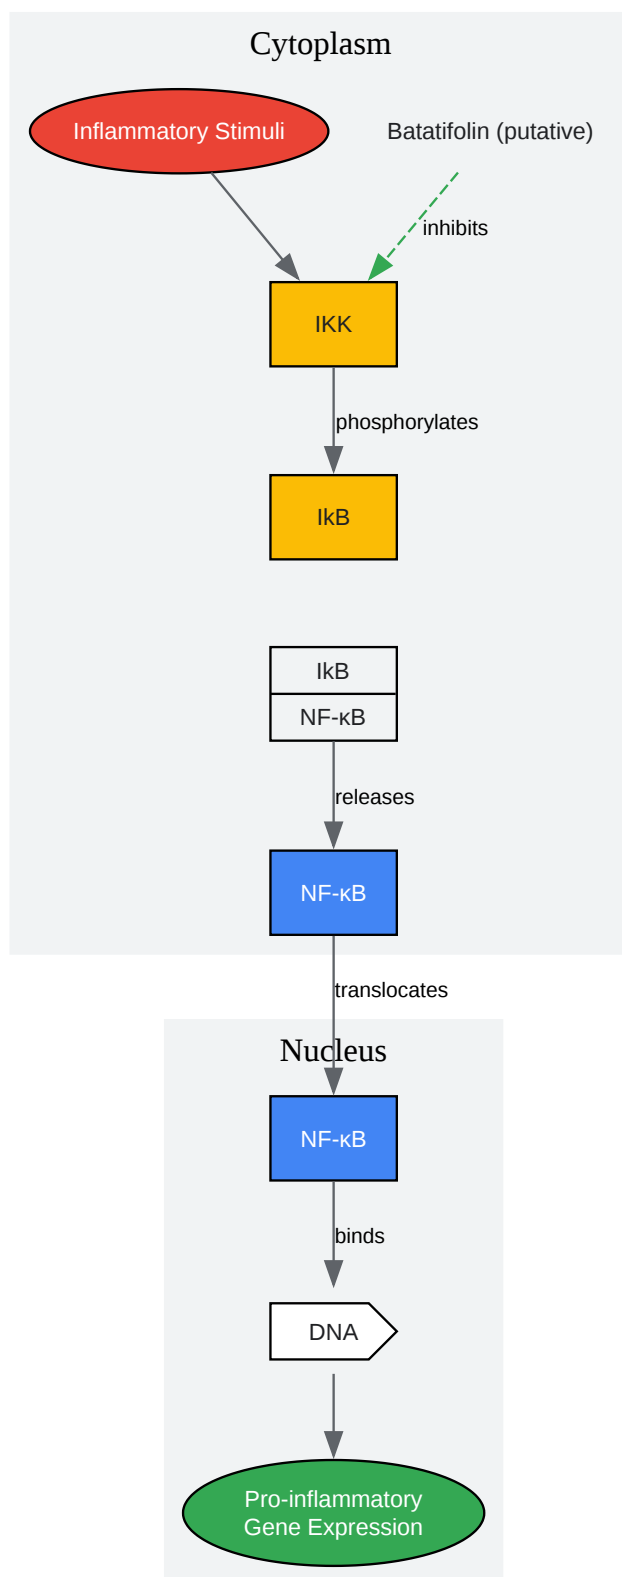 Cytoplasm
Inflammatory Stimuli
Batatifolin (putative)
inhibits
IKK
phosphorylates
IkB
IkB
NF-κB
releases
NF-κB
translocates
Nucleus
NF-κB
binds
DNA
Pro-inflammatory
Gene Expression